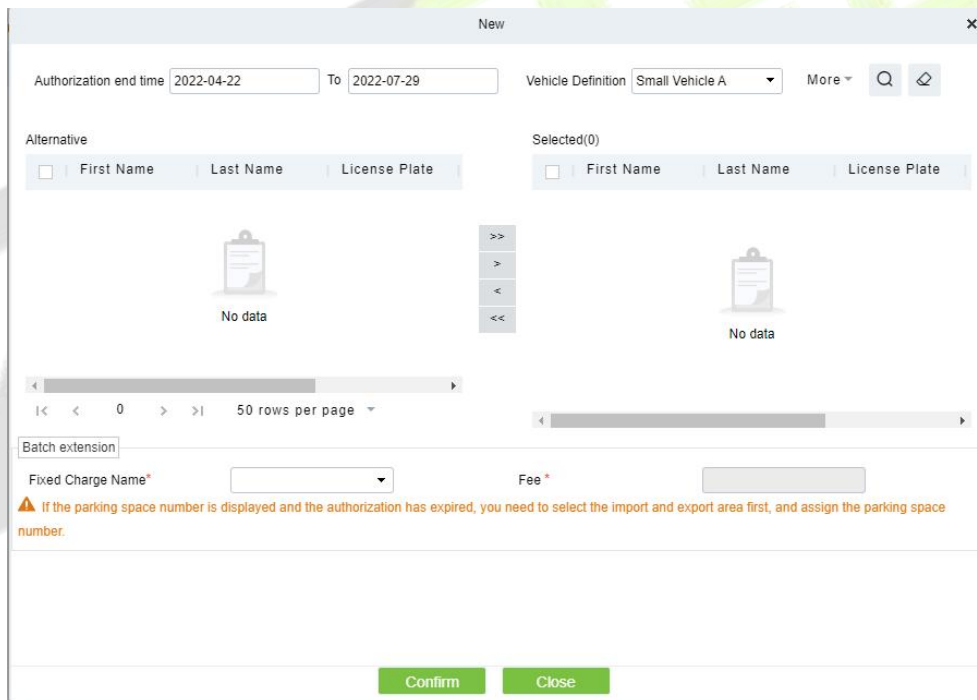 New
Authorization end time 2022-04-22 To 2022-07-29 Vehicle Definition Small Vehicle A More
Alternative Selected(0)
First Name Last Name License Plate First Name Last Name License Plate
>>
>
<
<<
No data No data
|< < 0 > >| 50 rows per page
Batch extension
Fixed Charge Name* Fee *
If the parking space number is displayed and the authorization has expired, you need to select the import and export area first, and assign the parking space
number.
Confirm Close